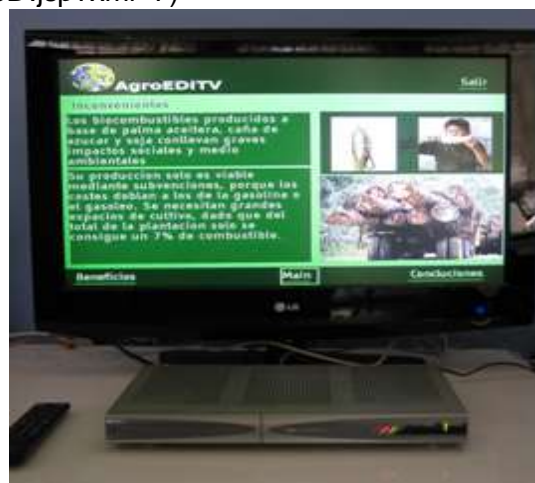 AgroEDITV
Salir
Inconvenientes
Los biocombustibles producidos a
base de palma aceitera, caña de
azucar y soja conllevan graves
impactos sociales y medio
ambientales
Su produccion solo es viable
mediante subvenciones, porque los
costes doblan a los de la gasolina o
el gasoleo. Se necesitan grandes
espacios de cultivo, dado que del
total de la plantacion solo se
consigue un 7% de combustible.
Beneficios
Main
Concluciones
LG